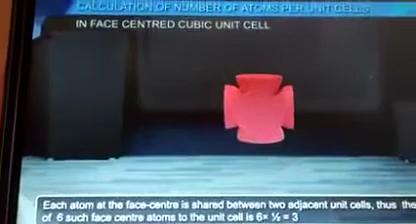 CALCULATION OF NUMBER OF ATOMS PER UNIT CELLS
IN FACE CENTRED CUBIC UNIT CELL
Each atom at the face-centre is shared between two adjacent unit cells, thus the
of 6 such face centre atoms to the unit cell is 6× ½ = 3